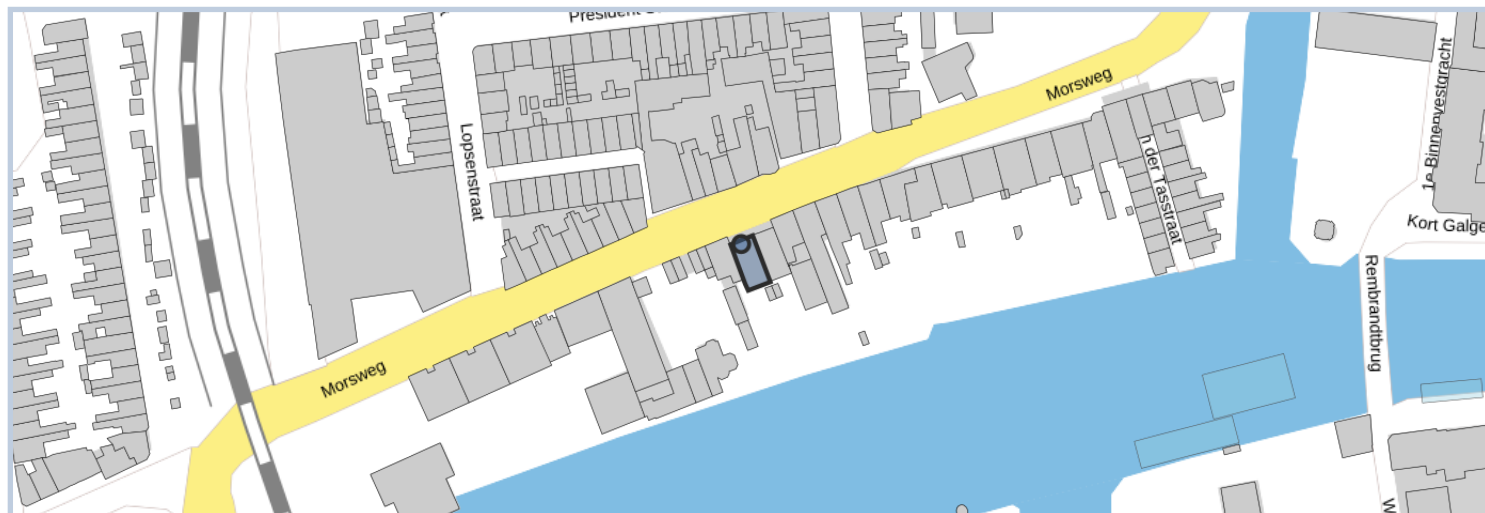 President
Morsweg
Lopsenstraat
n der Tasstraat
1e Binnenvestgracht
Kort Galge
Rembrandtbrug
Morsweg
W